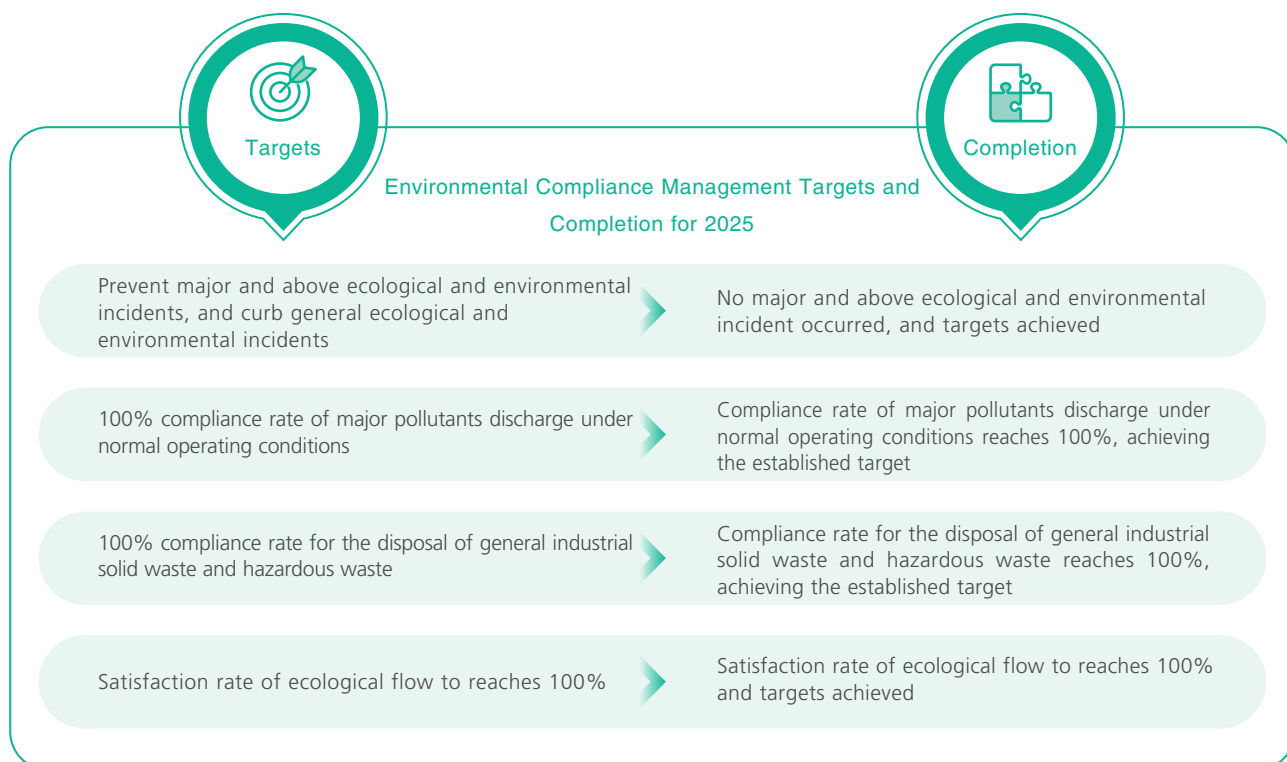 Targets
Completion
Environmental Compliance Management Targets and
Completion for 2025
Prevent major and above ecological and environmental
incidents, and curb general ecological and
environmental incidents
No major and above ecological and environmental
incident occurred, and targets achieved
100% compliance rate of major pollutants discharge under
normal operating conditions
Compliance rate of major pollutants discharge under
normal operating conditions reaches 100%, achieving
the established target
100% compliance rate for the disposal of general industrial
solid waste and hazardous waste
Compliance rate for the disposal of general industrial
solid waste and hazardous waste reaches 100%,
achieving the established target
Satisfaction rate of ecological flow to reaches 100%
Satisfaction rate of ecological flow to reaches 100%
and targets achieved